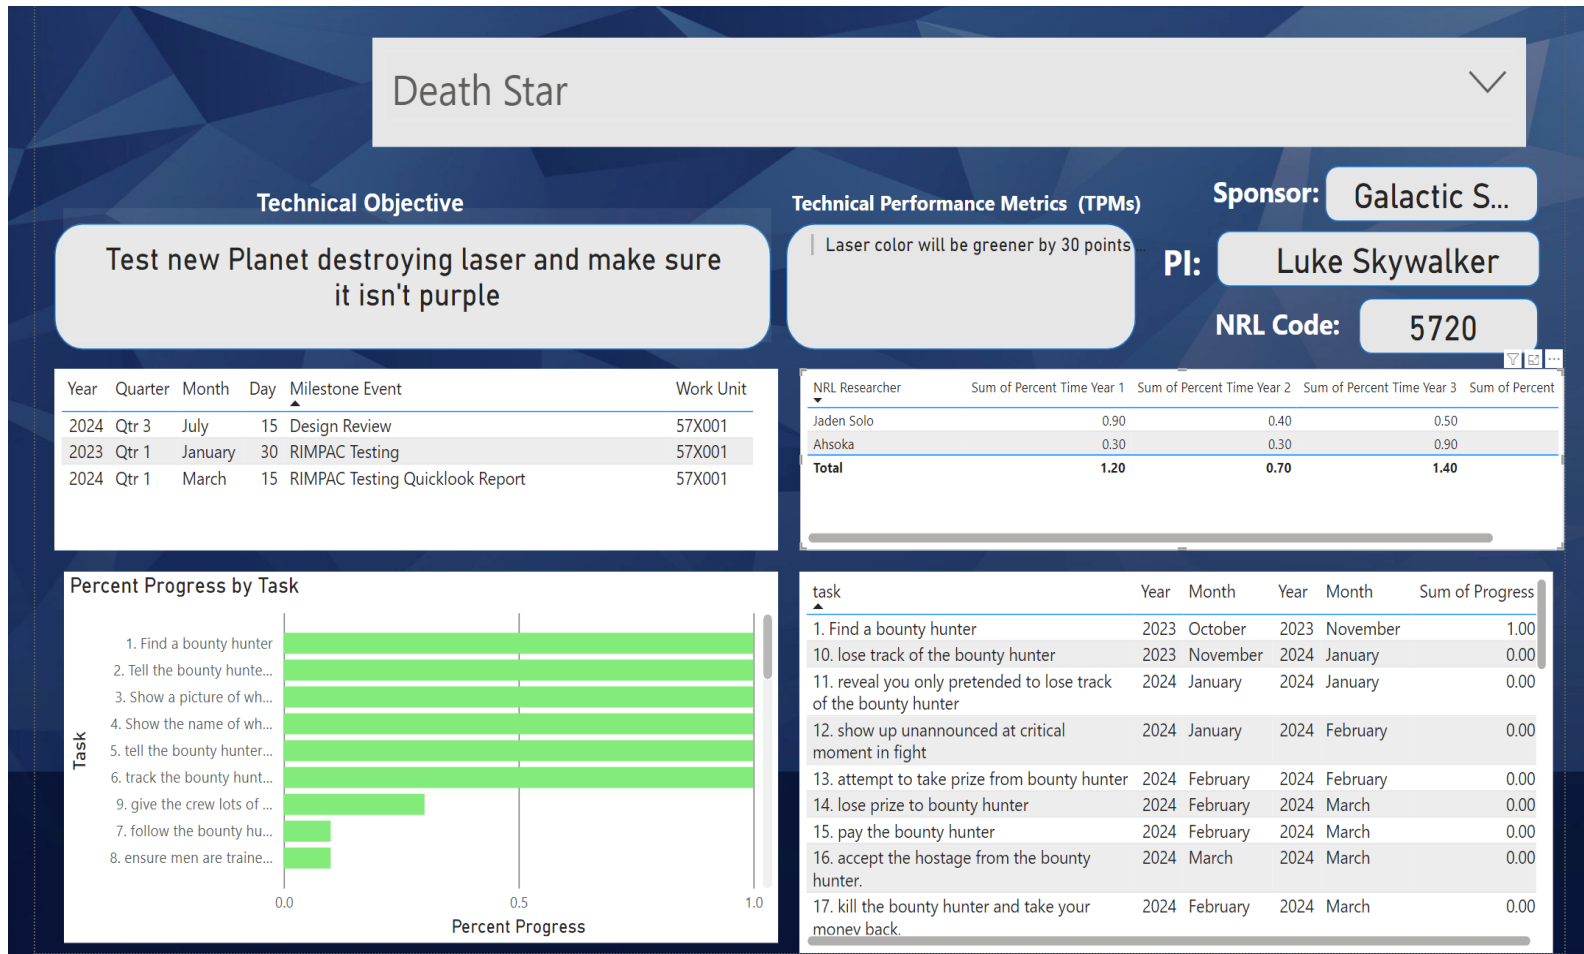 Death Star
Technical Objective
Test new Planet destroying laser and make sure
it isn't purple
Technical Performance Metrics (TPMs)
Laser color will be greener by 30 points ...
Sponsor: Galactic S...
PI: Luke Skywalker
NRL Code: 5720
Year Quarter Month Day Milestone Event Work Unit
2024 Qtr 3 July 15 Design Review 57X001
2023 Qtr 1 January 30 RIMPAC Testing 57X001
2024 Qtr 1 March 15 RIMPAC Testing Quicklook Report 57X001
NRL Researcher Sum of Percent Time Year 1 Sum of Percent Time Year 2 Sum of Percent Time Year 3 Sum of Percent
Jaden Solo 0.90 0.40 0.50
Ahsoka 0.30 0.30 0.90
Total 1.20 0.70 1.40
Percent Progress by Task
Task
1. Find a bounty hunter
2. Tell the bounty hunte...
3. Show a picture of wh...
4. Show the name of wh...
5. tell the bounty hunter...
6. track the bounty hunt...
9. give the crew lots of ...
7. follow the bounty hu...
8. ensure men are traine...
0.0 0.5 1.0
Percent Progress
task Year Month Year Month Sum of Progress
1. Find a bounty hunter 2023 October 2023 November 1.00
10. lose track of the bounty hunter 2023 November 2024 January 0.00
11. reveal you only pretended to lose track 2024 January 2024 January 0.00
of the bounty hunter
12. show up unannounced at critical 2024 January 2024 February 0.00
moment in fight
13. attempt to take prize from bounty hunter 2024 February 2024 February 0.00
14. lose prize to bounty hunter 2024 February 2024 March 0.00
15. pay the bounty hunter 2024 February 2024 March 0.00
16. accept the hostage from the bounty 2024 March 2024 March 0.00
hunter.
17. kill the bounty hunter and take your 2024 February 2024 March 0.00
money back.